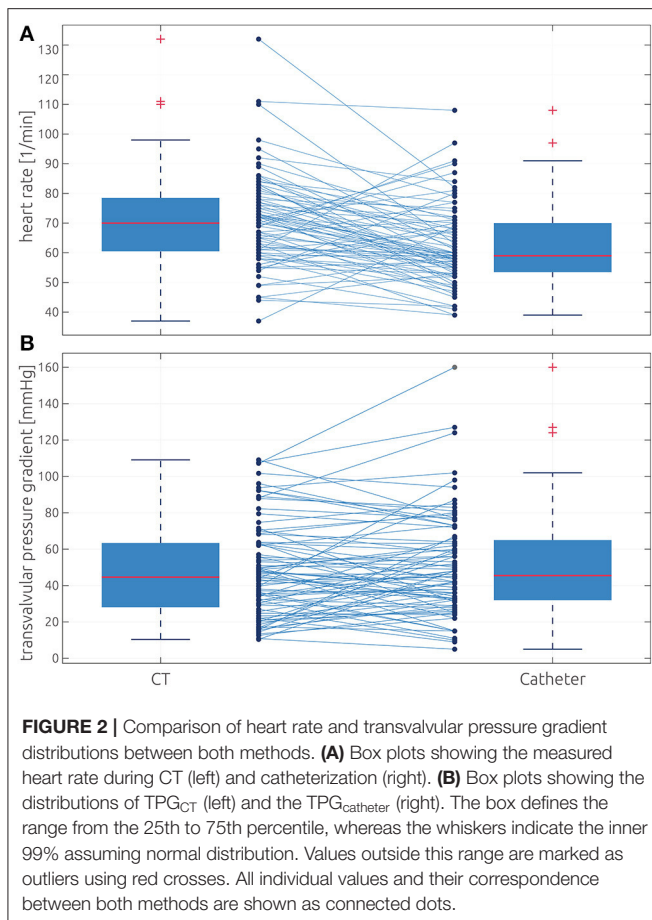 A
heart rate [1/min]
130
120
110
100
90
80
70
60
50
40
B
transvalvular pressure gradient [mmHg]
160
140
120
100
80
60
40
20
0
CT
Catheter
FIGURE 2 | Comparison of heart rate and transvalvular pressure gradient
distributions between both methods. (A) Box plots showing the measured
heart rate during CT (left) and catheterization (right). (B) Box plots showing the
distributions of TPGCT (left) and the TPGcatheter (right). The box defines the
range from the 25th to 75th percentile, whereas the whiskers indicate the inner
99% assuming normal distribution. Values outside this range are marked as
outliers using red crosses. All individual values and their correspondence
between both methods are shown as connected dots.